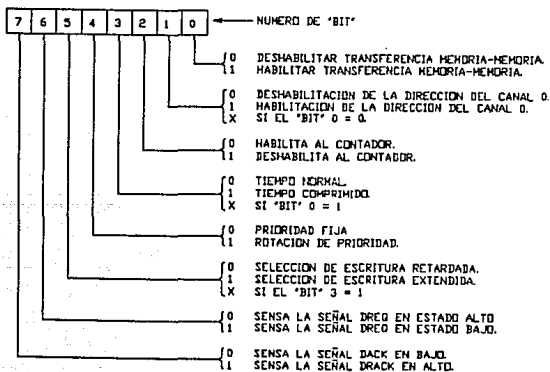 7 6 5 4 3 2 1 0 NUMERO DE "BIT"
0 DESHABILITAR TRANSFERENCIA MEMORIA-MEMORIA.
1 HABILITAR TRANSFERENCIA MEMORIA-MEMORIA.
0 DESHABILITACION DE LA DIRECCION DEL CANAL 0.
1 HABILITACION DE LA DIRECCION DEL CANAL 0.
X SI EL "BIT" 0 = 0.
0 HABILITA AL CONTADOR.
1 DESHABILITA AL CONTADOR.
0 TIEMPO NORMAL
1 TIEMPO COMPRIMIDO.
X SI "BIT" 0 = 1
0 PRIORIDAD FIJA
1 ROTACION DE PRIORIDAD.
0 SELECCION DE ESCRITURA RETARDADA.
1 SELECCION DE ESCRITURA EXTENDIDA.
X SI EL "BIT" 3 = 1
0 SENSA LA SEÑAL DREQ EN ESTADO ALTO
1 SENSA LA SEÑAL DREQ EN ESTADO BAJO.
0 SENSA LA SEÑAL DACK EN BAJO.
1 SENSA LA SEÑAL DRACK EN ALTO.